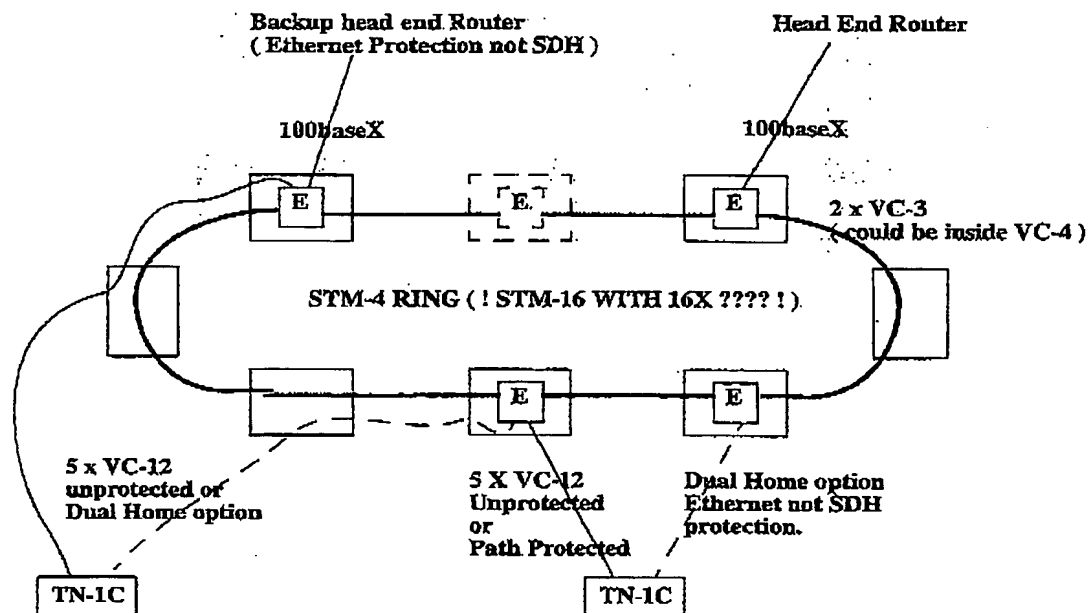 Backup head end Router
( Ethernet Protection not SDH )
Head End Router
100baseX
100baseX
E
E
E
2 x VC-3
( could be inside VC-4 )
STM-4 RING ( ! STM-16 WITH 16X ???? ! )
E
E
5 x VC-12
unprotected or
Dual Home option
5 X VC-12
Unprotected
or
Path Protected
Dual Home option
Ethernet not SDH
protection.
TN-1C
TN-1C